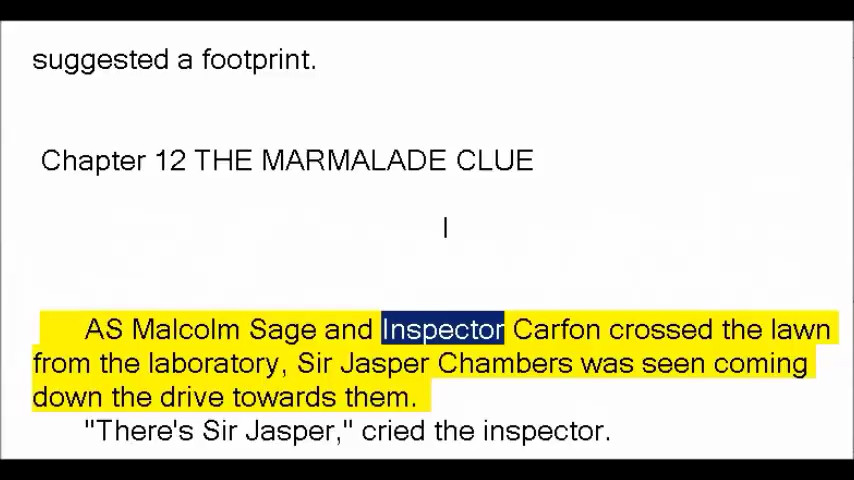 suggested a footprint.
Chapter 12 THE MARMALADE CLUE
AS Malcolm Sage and Inspector Carfon crossed the lawn
from the laboratory, Sir Jasper Chambers was seen coming
down the drive towards them.
"There's Sir Jasper," cried the inspector.